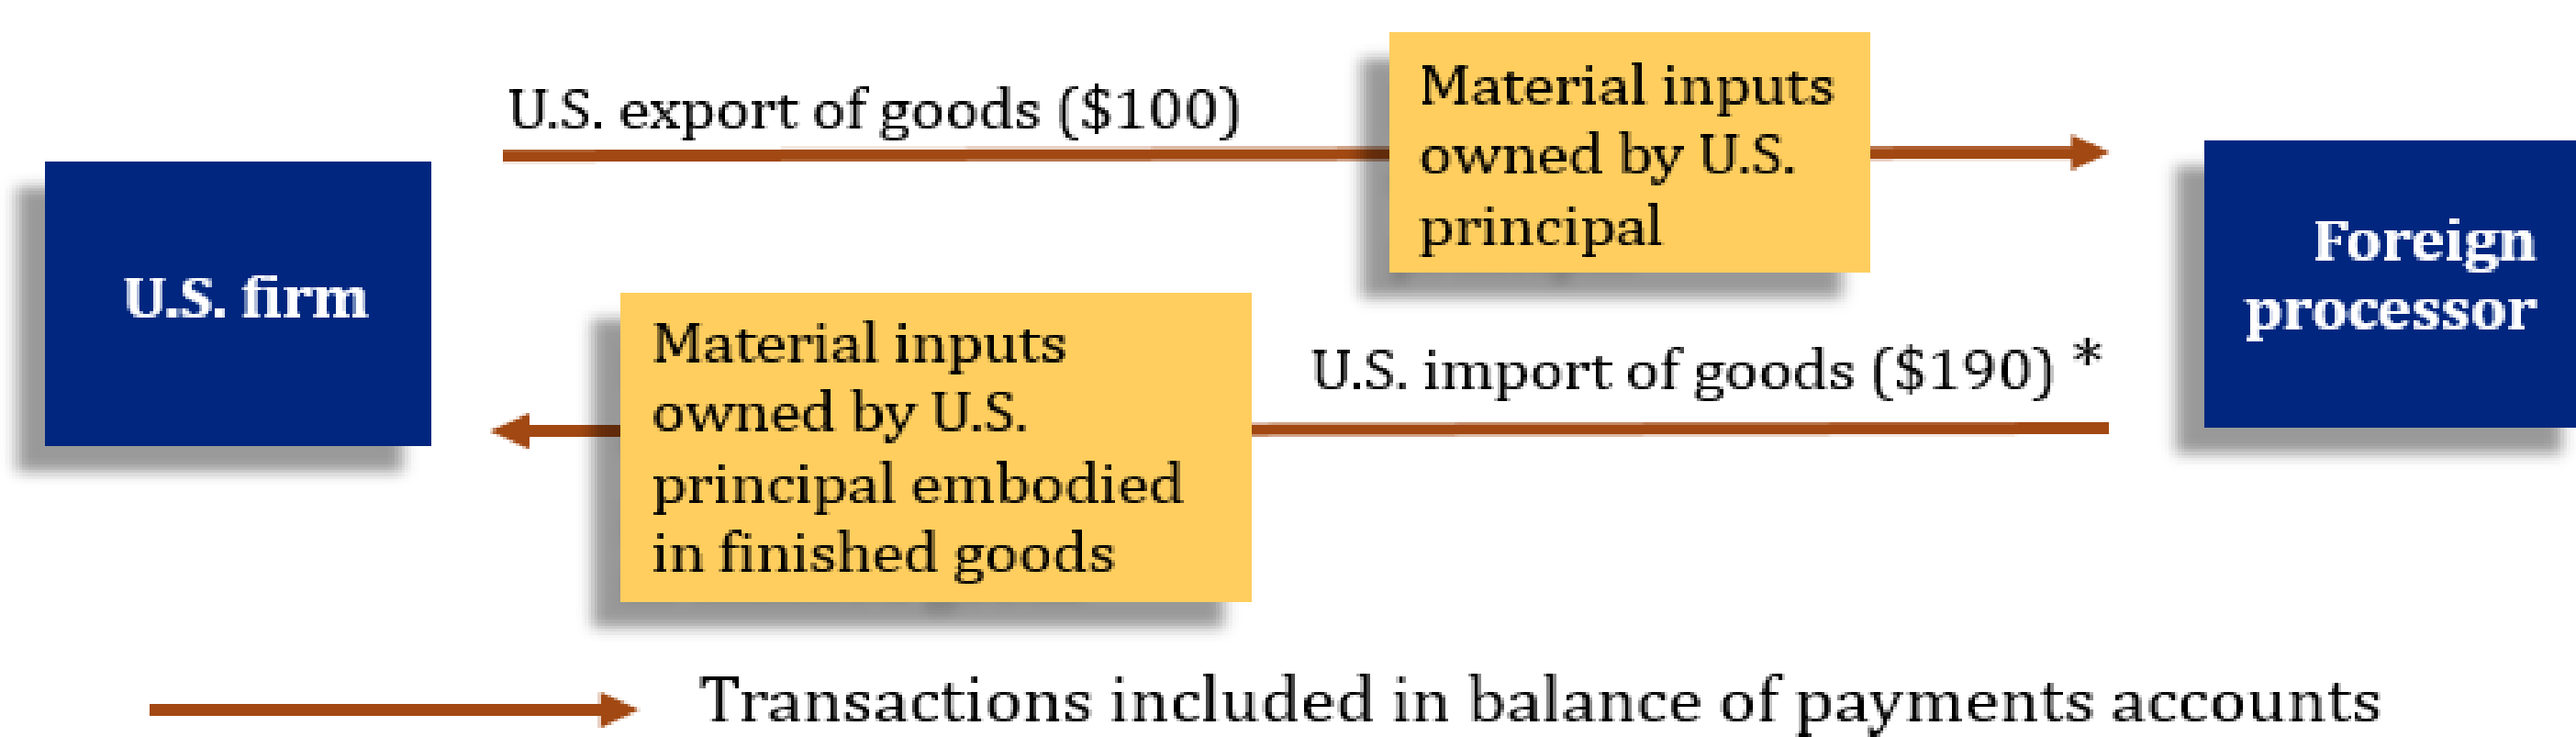 U.S. export of goods ($100)
Material inputs
owned by U.S.
principal
U.S. firm
Foreign
processor
Material inputs
owned by U.S.
principal embodied
in finished goods
U.S. import of goods ($190) *
Transactions included in balance of payments accounts